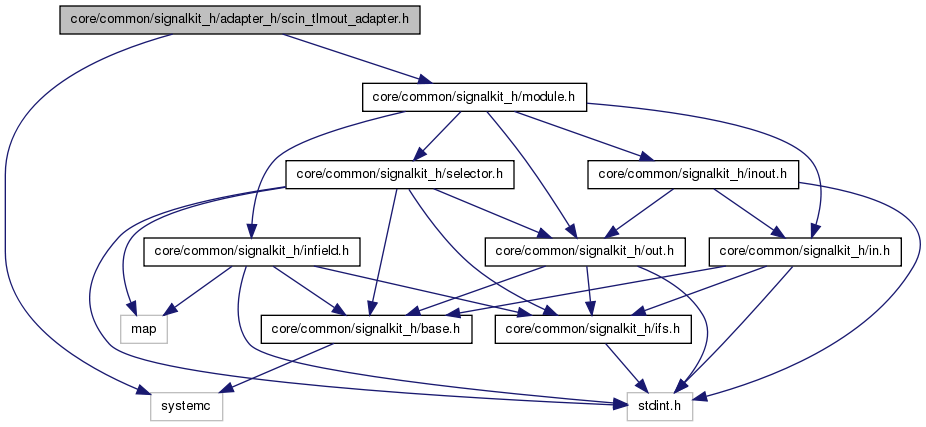 core/common/signalkit_h/adapter_h/scin_tlmout_adapter.h
core/common/signalkit_h/module.h
core/common/signalkit_h/selector.h
core/common/signalkit_h/inout.h
core/common/signalkit_h/infield.h
core/common/signalkit_h/out.h
core/common/signalkit_h/in.h
map
core/common/signalkit_h/base.h
core/common/signalkit_h/ifs.h
systemc
stdint.h